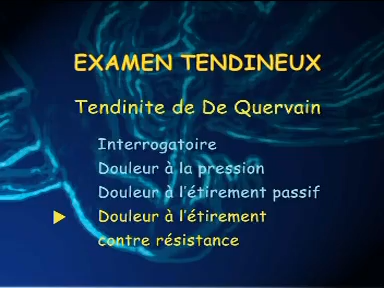 EXAMEN TENDINEUX
Tendinite de De Quervain
Interrogatoire
Douleur à la pression
Douleur à l'étirement passif
Douleur à l'étirement
contre résistance